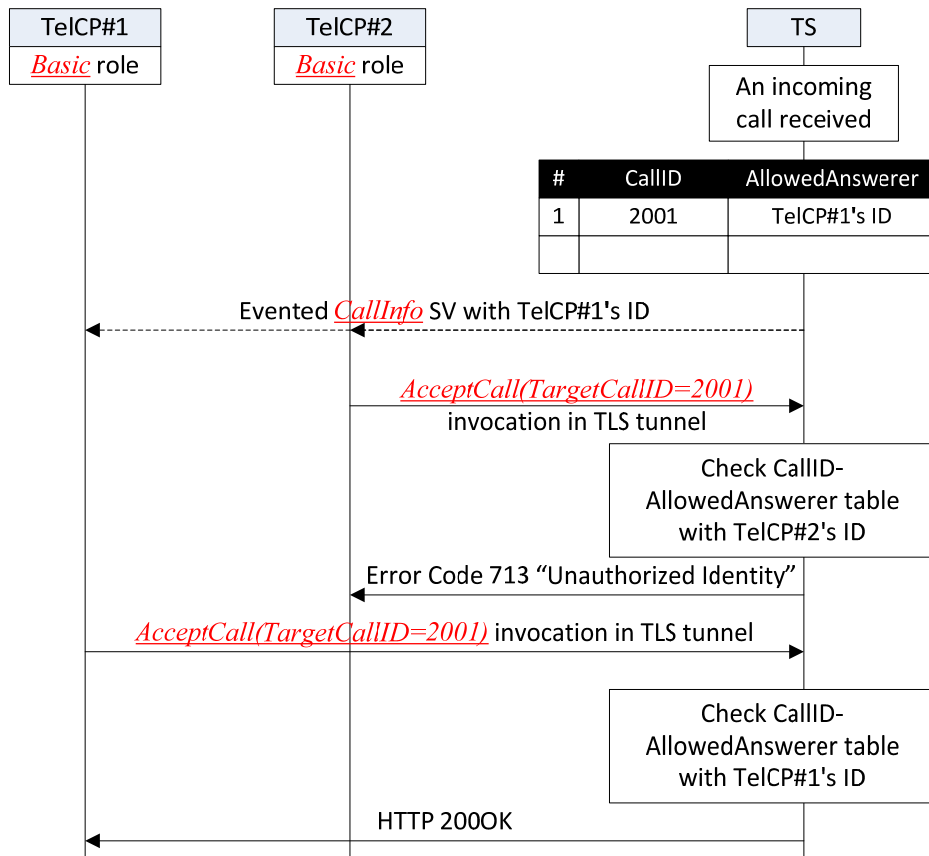 TelCP#1
TelCP#2
TS
Basic role
Basic role
An incoming
call received
# CallID AllowedAnswerer
1 2001 TelCP#1's ID
Evented CallInfo SV with TelCP#1's ID
AcceptCall(TargetCallID=2001)
invocation in TLS tunnel
Check CallID-
AllowedAnswerer table
with TelCP#2's ID
Error Code 713 “Unauthorized Identity”
AcceptCall(TargetCallID=2001) invocation in TLS tunnel
Check CallID-
AllowedAnswerer table
with TelCP#1's ID
HTTP 200OK